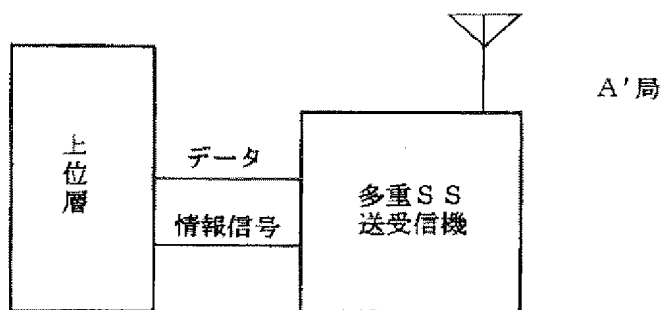 A'局
上位層
データ
情報信号
多重SS
送受信機